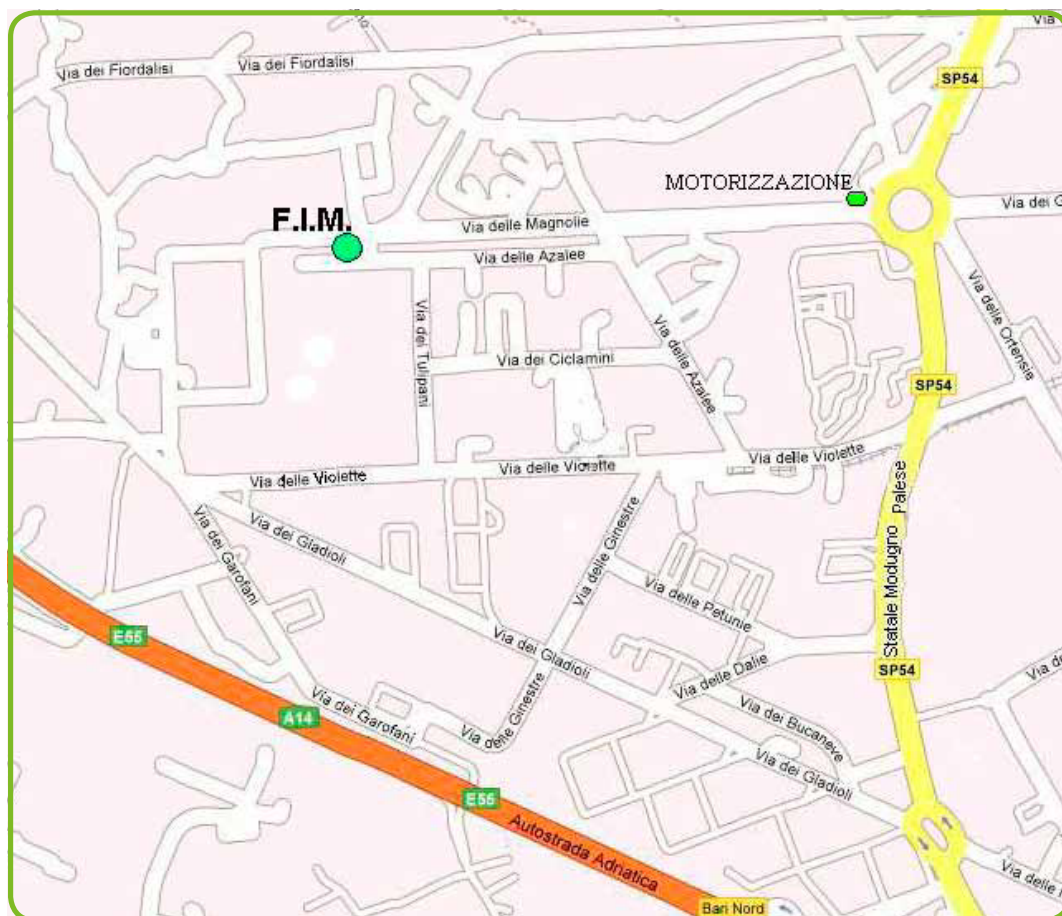 Via dei Fiordalisi
Via dei Fiordalisi
SP54
MOTORIZZAZIONE
Via dei G
F.I.M.
Via delle Magnolie
Via delle Azalee
Via dei Tulipani
Via dei Ciclamini
Via delle Azalee
Via delle Ortensie
SP54
Via delle Violette
Via delle Violette
Via delle Violette
Via dei Garofani
Via dei Gladioli
Via delle Ginestre
Statale Modugno Palese
Via delle Petunie
E55
Via dei Gladioli
Via delle Dalie
SP54
Via dei Garofani
A14
Via delle Ginestre
Via dei Bucaneve
Via dei Gladioli
E55
Autostrada Adriatica
Via delle
Bari Nord